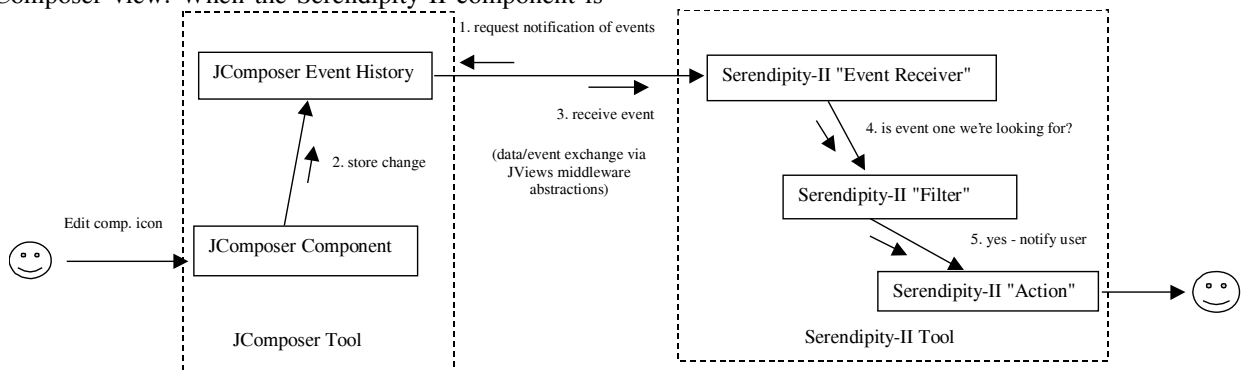 Composer view. When the Serendipity-II component is
1. request notification of events
JComposer Event History
Serendipity-II "Event Receiver"
3. receive event
4. is event one we're looking for?
2. store change
(data/event exchange via
JViews middleware
abstractions)
Serendipity-II "Filter"
Edit comp. icon
JComposer Component
5. yes - notify user
Serendipity-II "Action"
JComposer Tool
Serendipity-II Tool